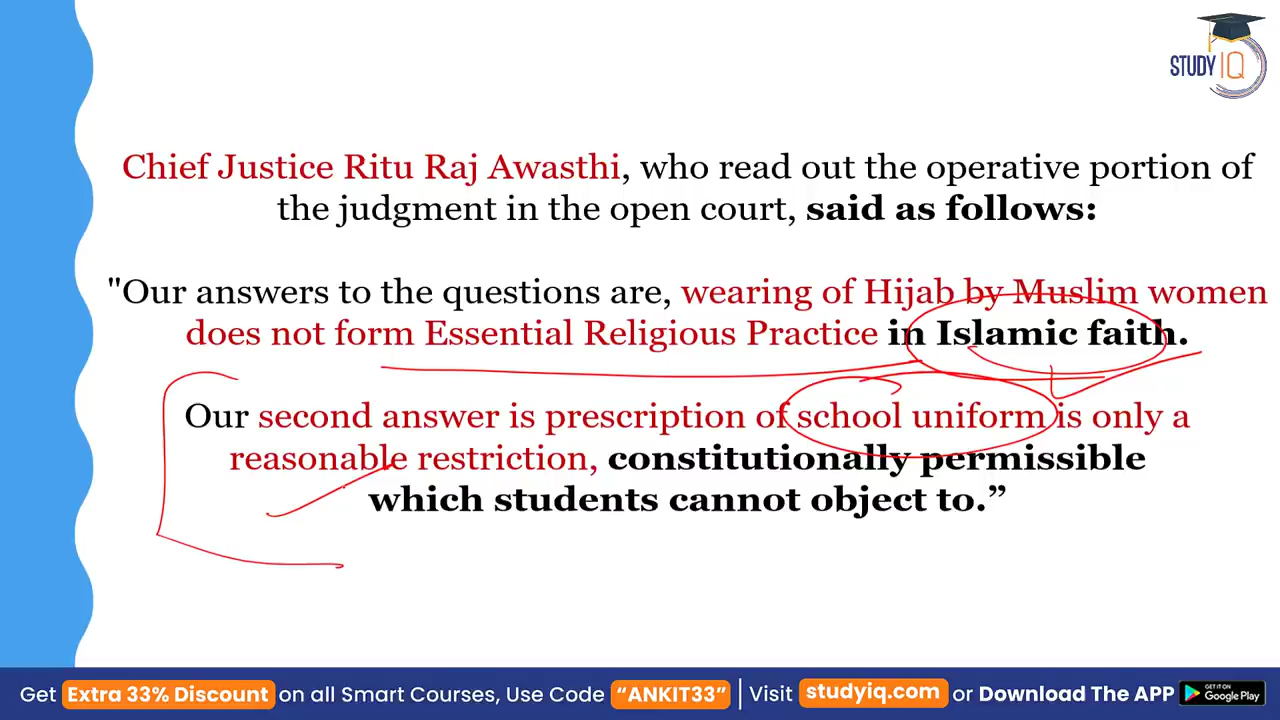 STUDY IQ
Chief Justice Ritu Raj Awasthi, who read out the operative portion of
the judgment in the open court, said as follows:
"Our answers to the questions are, wearing of Hijab by Muslim women
does not form Essential Religious Practice in Islamic faith.
Our second answer is prescription of school uniform is only a
reasonable restriction, constitutionally permissible
which students cannot object to.”
Get Extra 33% Discount on all Smart Courses, Use Code “ANKIT33” | Visit studyiq.com or Download The APP GET IT ON Google Play